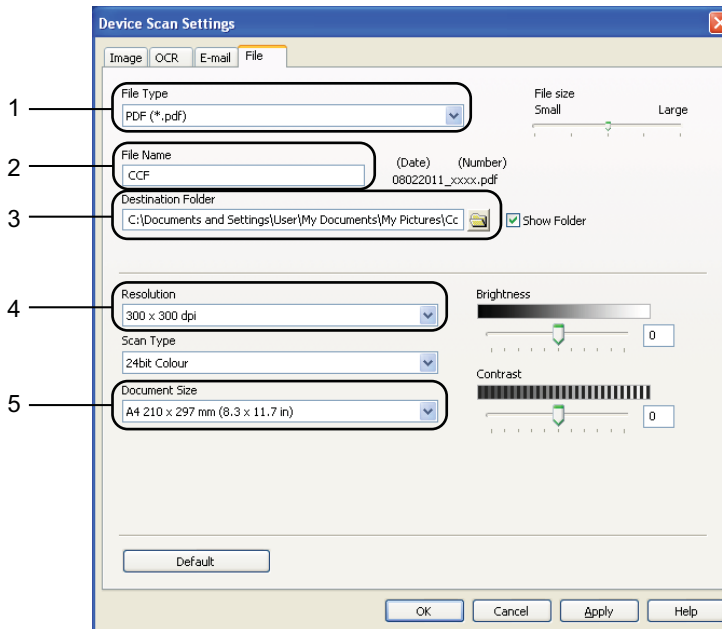 Device Scan Settings
Image OCR E-mail File
1
File Type
PDF (*.pdf)
File size
Small Large
2
File Name
CCF
(Date) (Number)
08022011_xxxx.pdf
3
Destination Folder
C:\Documents and Settings\User\My Documents\My Pictures\Cc
Show Folder
4
Resolution
300 x 300 dpi
Brightness
0
Scan Type
24bit Colour
Contrast
0
5
Document Size
A4 210 x 297 mm (8.3 x 11.7 in)
Default
OK Cancel Apply Help